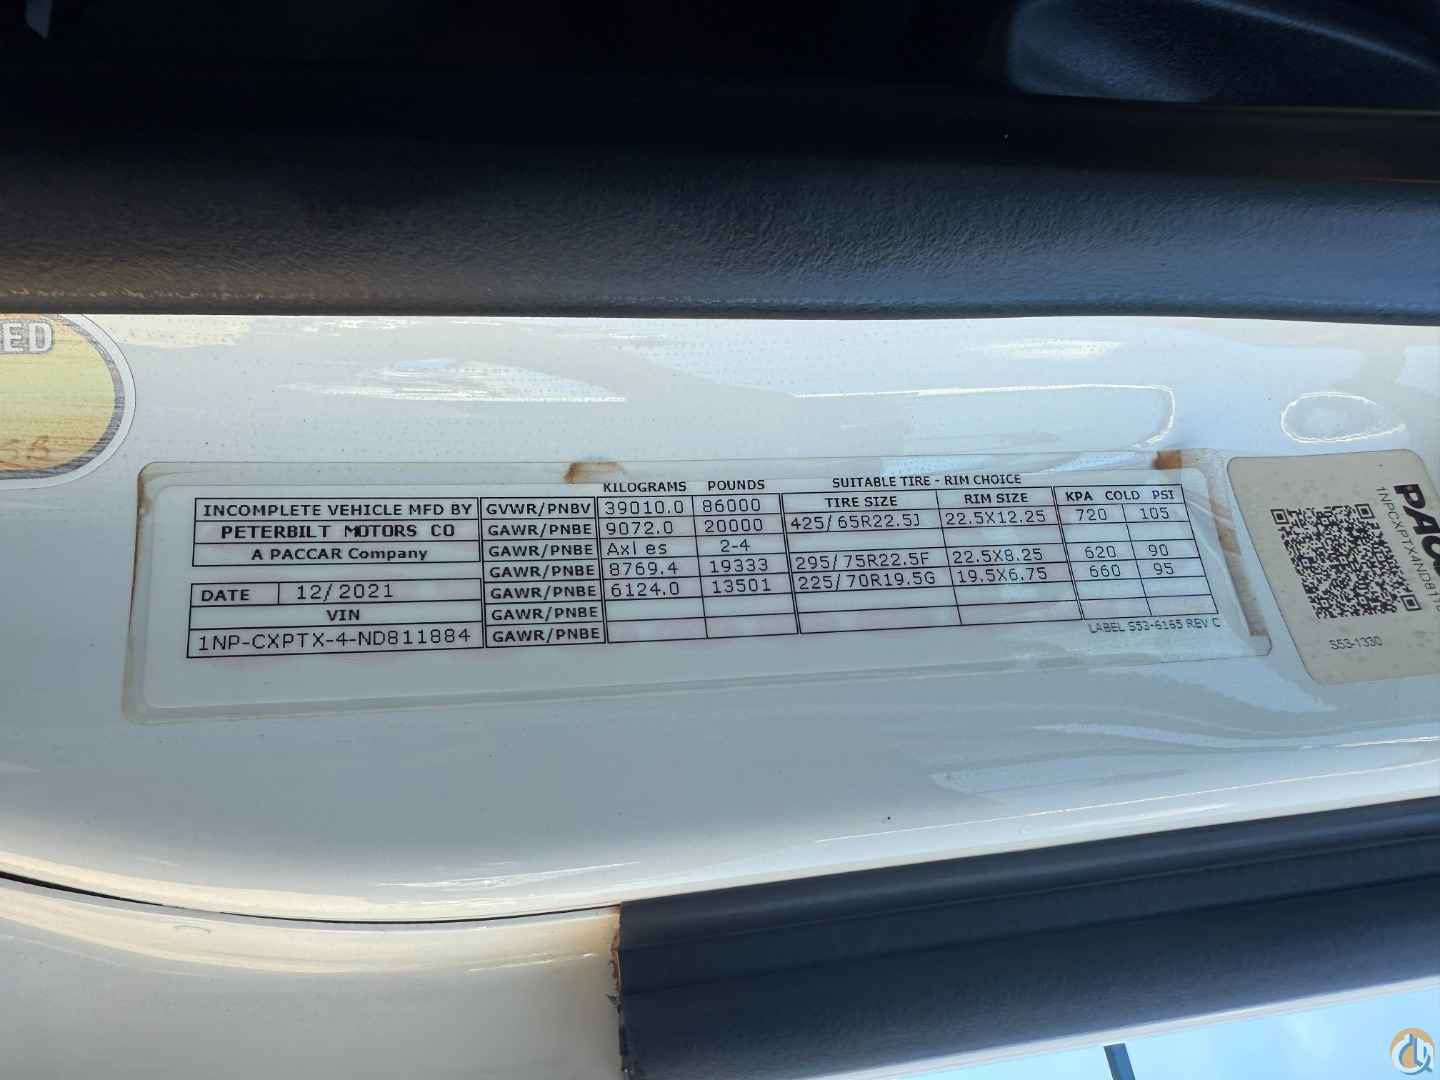 ED
SB
KILOGRAMS POUNDS SUITABLE TIRE - RIM CHOICE
INCOMPLETE VEHICLE MFD BY GVWR/PNBV 39010.0 86000 TIRE SIZE RIM SIZE KPA COLD PSI
PETERBILT MOTORS CO GAWR/PNBE 9072.0 20000 425/65R22.5J 22.5X12.25 720 105
A PACCAR Company GAWR/PNBE Axles 2-4
GAWR/PNBE 8769.4 19333 295/75R22.5F 22.5X8.25 620 90
DATE 12/2021 GAWR/PNBE 6124.0 13501 225/70R19.5G 19.5X6.75 660 95
VIN GAWR/PNBE
1NP-CXPTX-4-ND811884 GAWR/PNBE
LABEL S53-6165 REV C
PAC
1NPCXPTX4ND8118
S53-1330